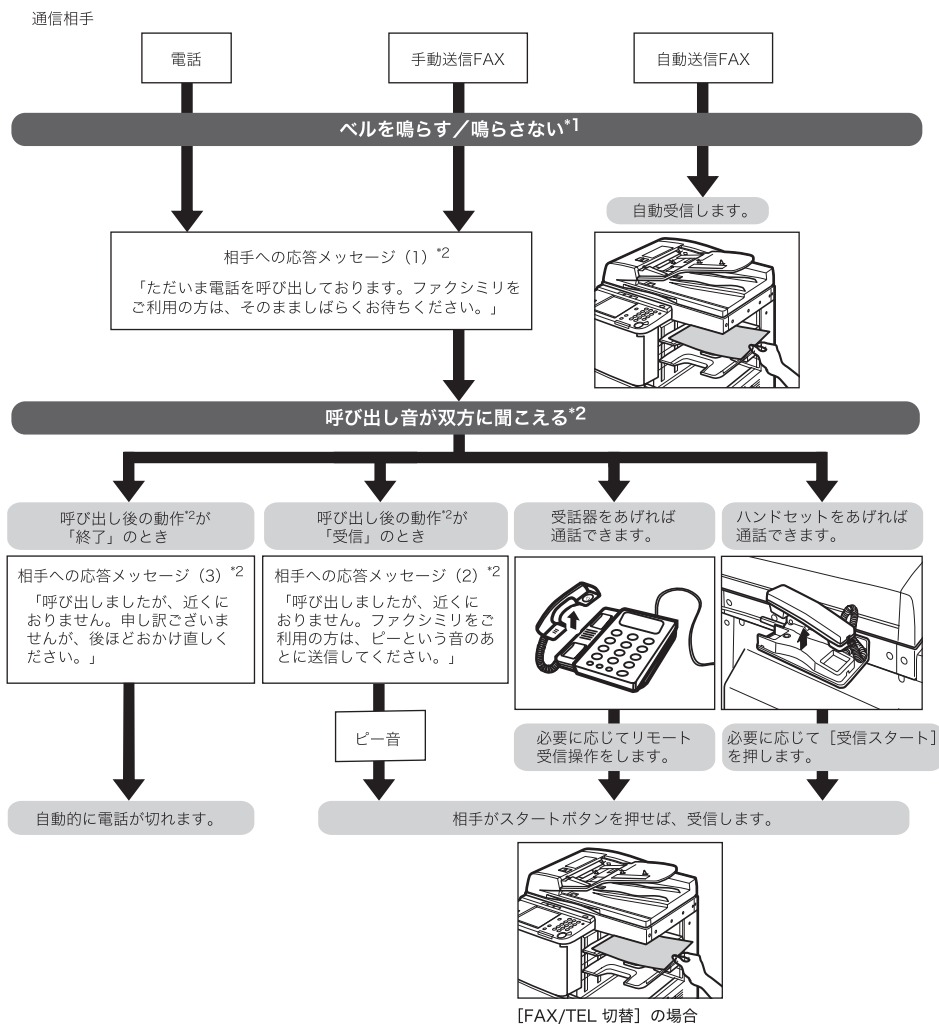 通信相手
電話
手動送信FAX
自動送信FAX
ベルを鳴らす／鳴らさない*1
自動受信します。
相手への応答メッセージ（1）*2
「ただいま電話を呼び出しております。ファクシミリを
ご利用の方は、そのまましばらくお待ちください。」
呼び出し音が双方に聞こえる*2
呼び出し後の動作*2が
「終了」のとき
相手への応答メッセージ（3）*2
「呼び出しましたが、近くに
おりません。申し訳ございま
せんが、後ほどおかけ直しく
ださい。」
自動的に電話が切れます。
呼び出し後の動作*2が
「受信」のとき
相手への応答メッセージ（2）*2
「呼び出しましたが、近くに
おりません。ファクシミリをご
利用の方は、ピーという音のあ
とに送信してください。」
ピー音
受話器をあげれば
通話できます。
必要に応じてリモート
受信操作をします。
ハンドセットをあげれば
通話できます。
必要に応じて［受信スタート］
を押します。
相手がスタートボタンを押せば、受信します。
[FAX/TEL 切替］の場合